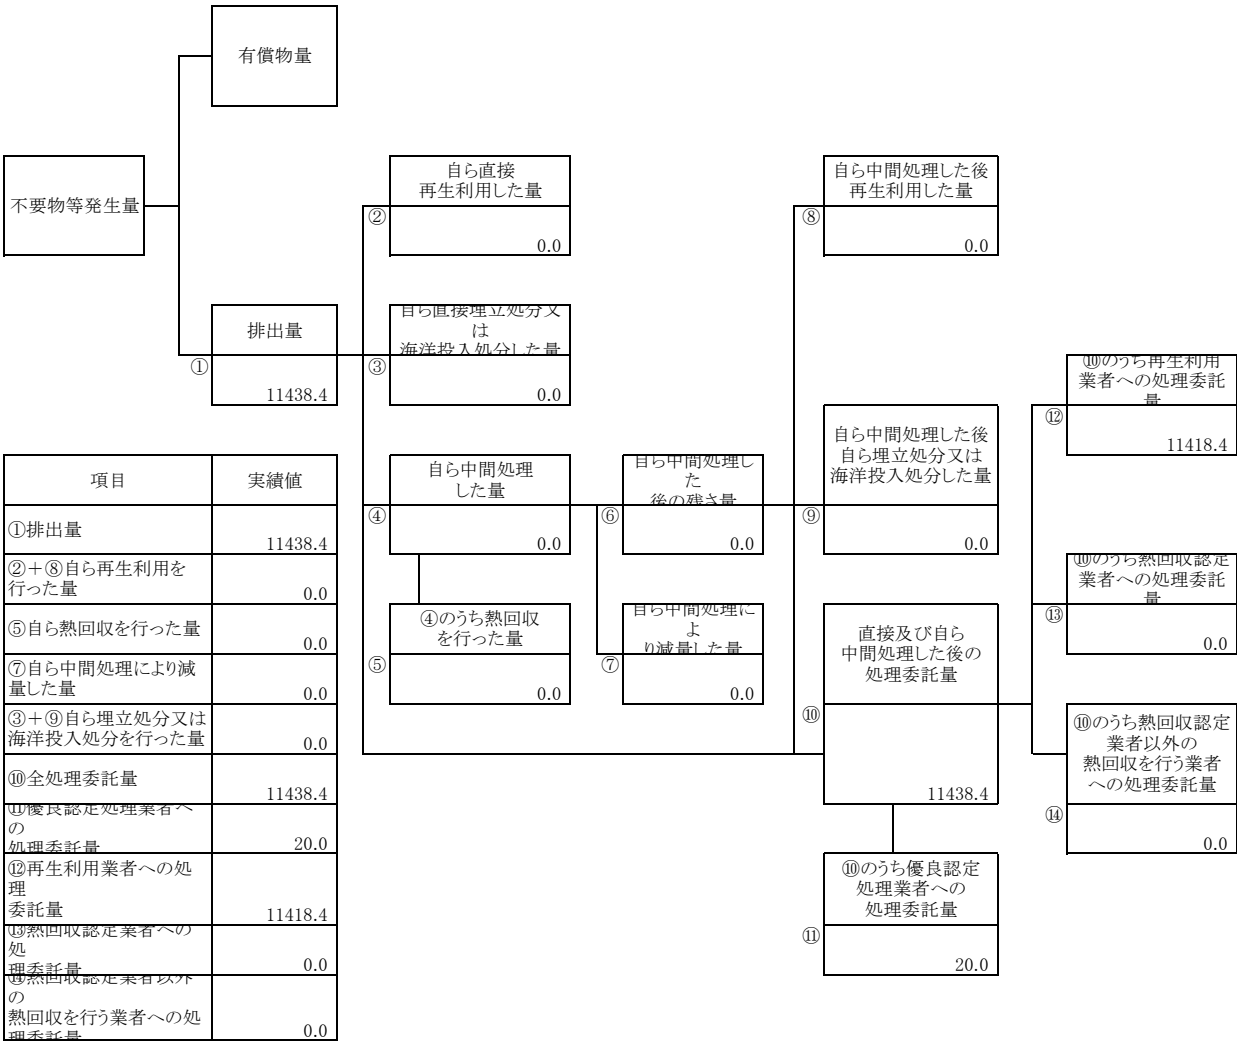 有償物量
不要物等発生量
自ら直接
再生利用した量
②
0.0
自ら中間処理した後
再生利用した量
⑧
0.0
排出量
①
11438.4
自ら直接埋立処分又
は
海洋投入処分した量
③
0.0
⑩のうち再生利用
業者への処理委託
量
⑫
11418.4
自ら中間処理
した量
④
0.0
自ら中間処理し
た
後の残さ量
⑥
0.0
自ら中間処理した後
自ら埋立処分又は
海洋投入処分した量
⑨
0.0
⑩のうち熱回収認定
業者への処理委託
量
⑬
0.0
④のうち熱回収
を行った量
⑤
0.0
自ら中間処理に
よ
り減量した量
⑦
0.0
直接及び自ら
中間処理した後の
処理委託量
⑩
11438.4
⑩のうち熱回収認定
業者以外の
熱回収を行う業者
への処理委託量
⑭
0.0
⑩のうち優良認定
処理業者への
処理委託量
⑪
20.0
項目 実績値
①排出量
11438.4
②+⑧自ら再生利用を
行った量
0.0
⑤自ら熱回収を行った量
0.0
⑦自ら中間処理により減
量した量
0.0
③+⑨自ら埋立処分又は
海洋投入処分を行った量
0.0
⑩全処理委託量
11438.4
⑪優良認定処理業者へ
の
処理委託量
20.0
⑫再生利用業者への処
理
委託量
11418.4
⑬熱回収認定業者への
処
理委託量
0.0
⑭熱回収認定業者以外
の
熱回収を行う業者への処
理委託量
0.0